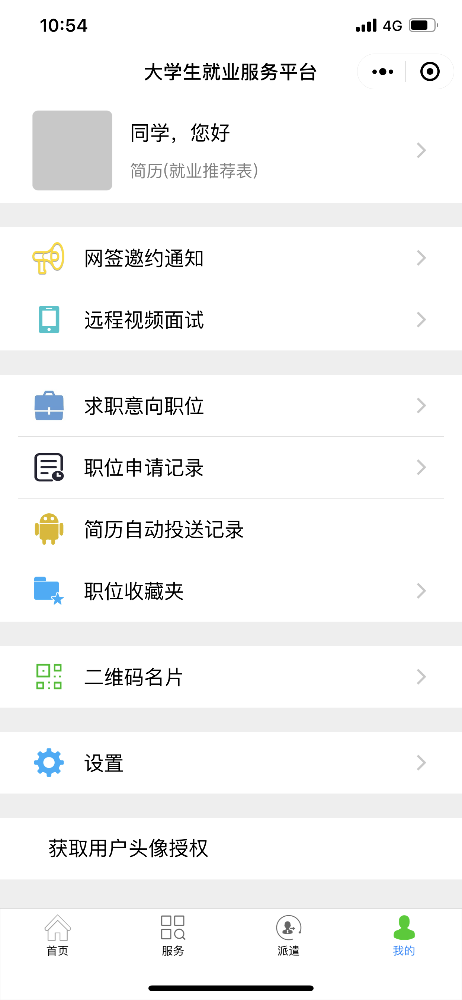 10:54
4G
大学生就业服务平台
同学，您好
简历(就业推荐表)
网签邀约通知
远程视频面试
求职意向职位
职位申请记录
简历自动投送记录
职位收藏夹
二维码名片
设置
获取用户头像授权
首页
服务
派遣
我的